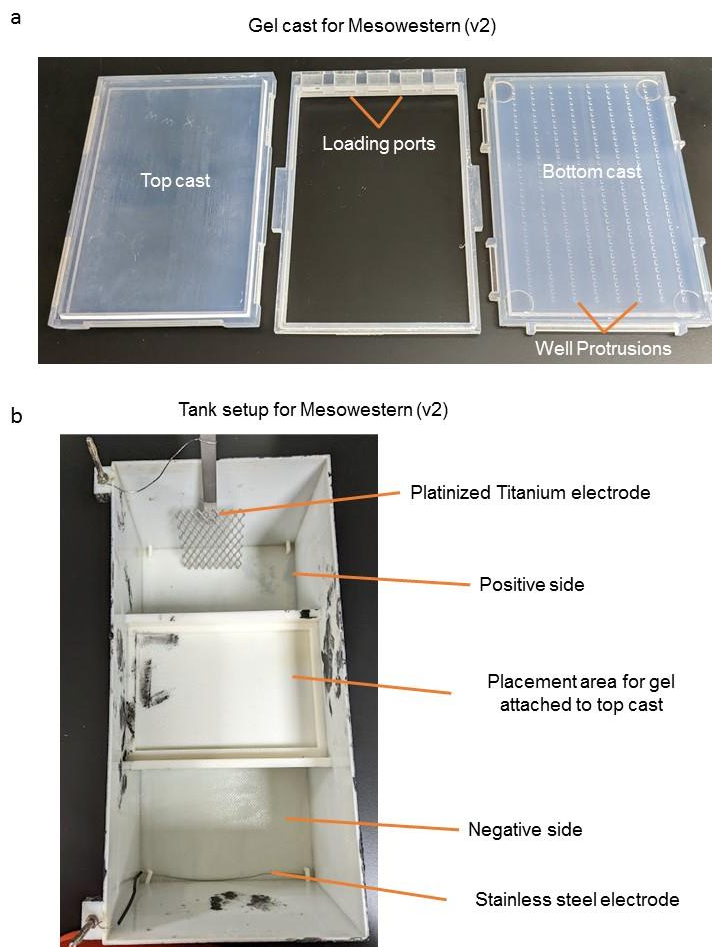 a
Gel cast for Mesowestern (v2)
Top cast
Loading ports
Bottom cast
Well Protrusions
b
Tank setup for Mesowestern (v2)
Platinized Titanium electrode
Positive side
Placement area for gel
attached to top cast
Negative side
Stainless steel electrode